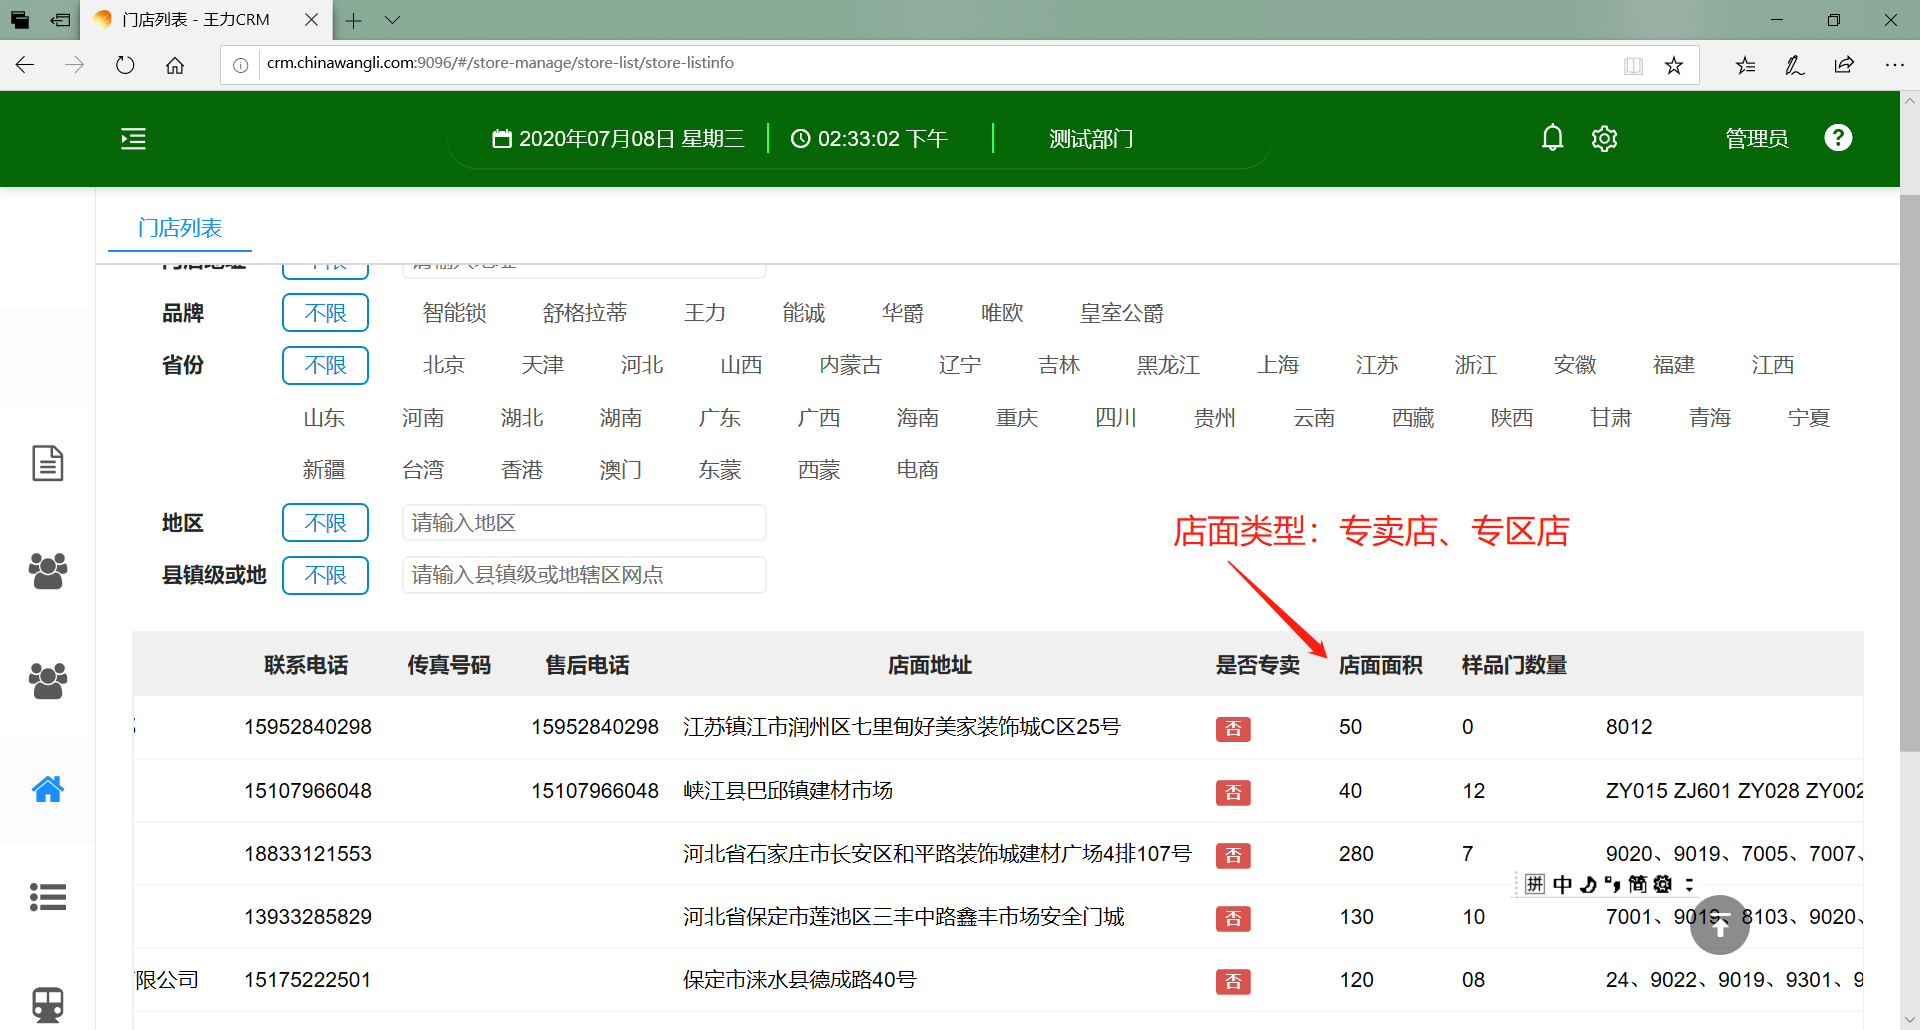 门店列表 - 王力CRM
crm.chinawangli.com:9096/#/store-manage/store-list/store-listinfo
2020年07月08日 星期三 02:33:02 下午 测试部门 管理员
门店列表
品牌 不限 智能锁 舒格拉蒂 王力 能诚 华爵 唯欧 皇室公爵
省份 不限 北京 天津 河北 山西 内蒙古 辽宁 吉林 黑龙江 上海 江苏 浙江 安徽 福建 江西
山东 河南 湖北 湖南 广东 广西 海南 重庆 四川 贵州 云南 西藏 陕西 甘肃 青海 宁夏
新疆 台湾 香港 澳门 东蒙 西蒙 电商
地区 不限 请输入地区
店面类型：专卖店、专区店
县镇级或地 不限 请输入县镇级或地辖区网点
联系电话 传真号码 售后电话 店面地址 是否专卖 店面面积 样品门数量
15952840298 15952840298 江苏镇江市润州区七里甸好美家装饰城C区25号 否 50 0 8012
15107966048 15107966048 峡江县巴邱镇建材市场 否 40 12 ZY015 ZJ601 ZY028 ZY002
18833121553 河北省石家庄市长安区和平路装饰城建材广场4排107号 否 280 7 9020、9019、7005、7007、
拼 中 简
13933285829 河北省保定市莲池区三丰中路鑫丰市场安全门城 否 130 10 7001、9019、8103、9020、
限公司 15175222501 保定市涞水县德成路40号 否 120 08 24、9022、9019、9301、9